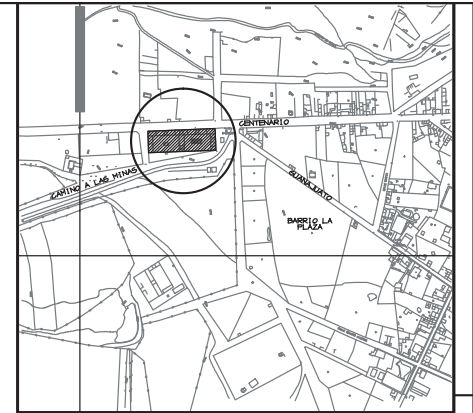 CENTENARIO
CAMINO A LAS MINAS
GUANAJUATO
BARRIO LA
PLAZA